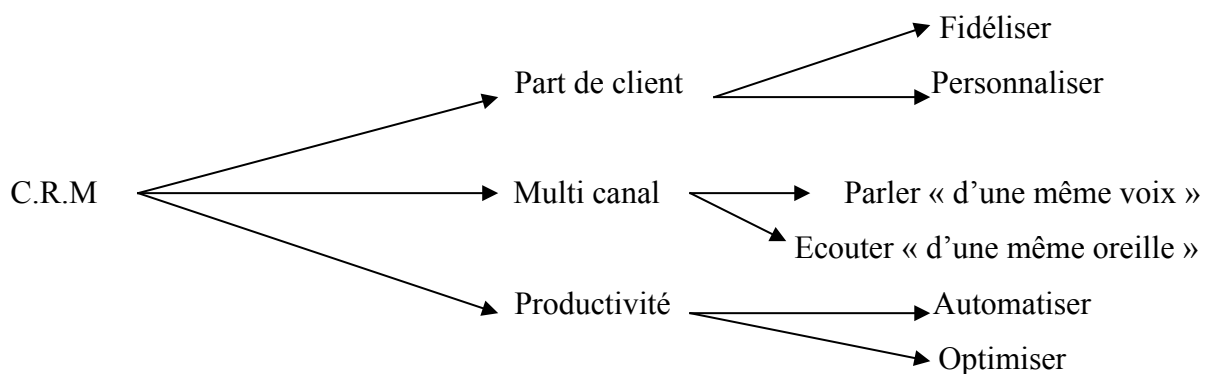 Fidéliser
Part de client
Personnaliser
C.R.M
Multi canal
Parler « d’une même voix »
Ecouter « d’une même oreille »
Productivité
Automatiser
Optimiser